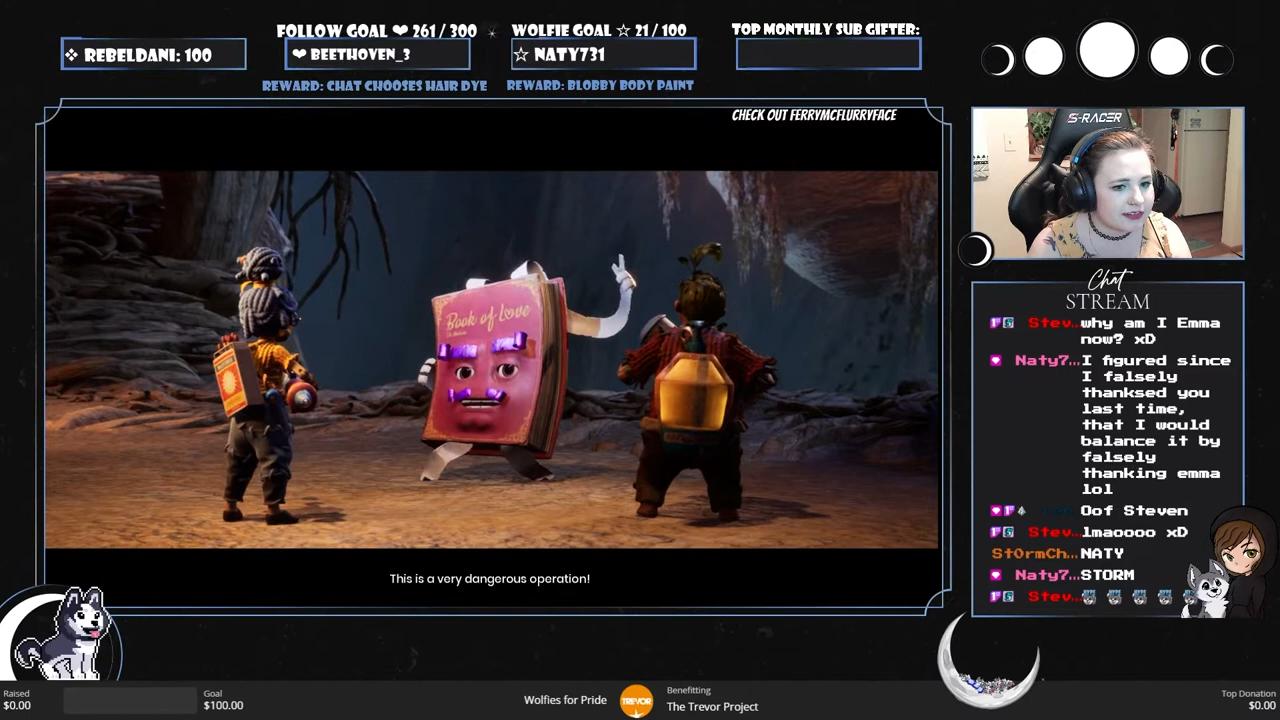 FOLLOW GOAL ❤ 261 / 300
WOLFIE GOAL ☆ 21 / 100
TOP MONTHLY SUB GIFTER:
❖ REBELDANI: 100
❤ BEETHOVEN_3
☆ NATY731
REWARD: CHAT CHOOSES HAIR DYE
REWARD: BLOBBY BODY PAINT
CHECK OUT FERRYMCFLURRYFACE
S-RACER
Book of Love
This is a very dangerous operation!
Chat
STREAM
Stev...why am I Emma
now? xD
Naty7...I figured since
I falsely
thanksed you
last time,
that I would
balance it by
falsely
thanking emma
lol
Oof Steven
Stev...lmaoooo xD
St0rmCh...NATY
Naty7...STORM
Stev...
Raised
$0.00
Goal
$100.00
Wolfies for Pride
TREVOR
Benefitting
The Trevor Project
Top Donation
$0.00